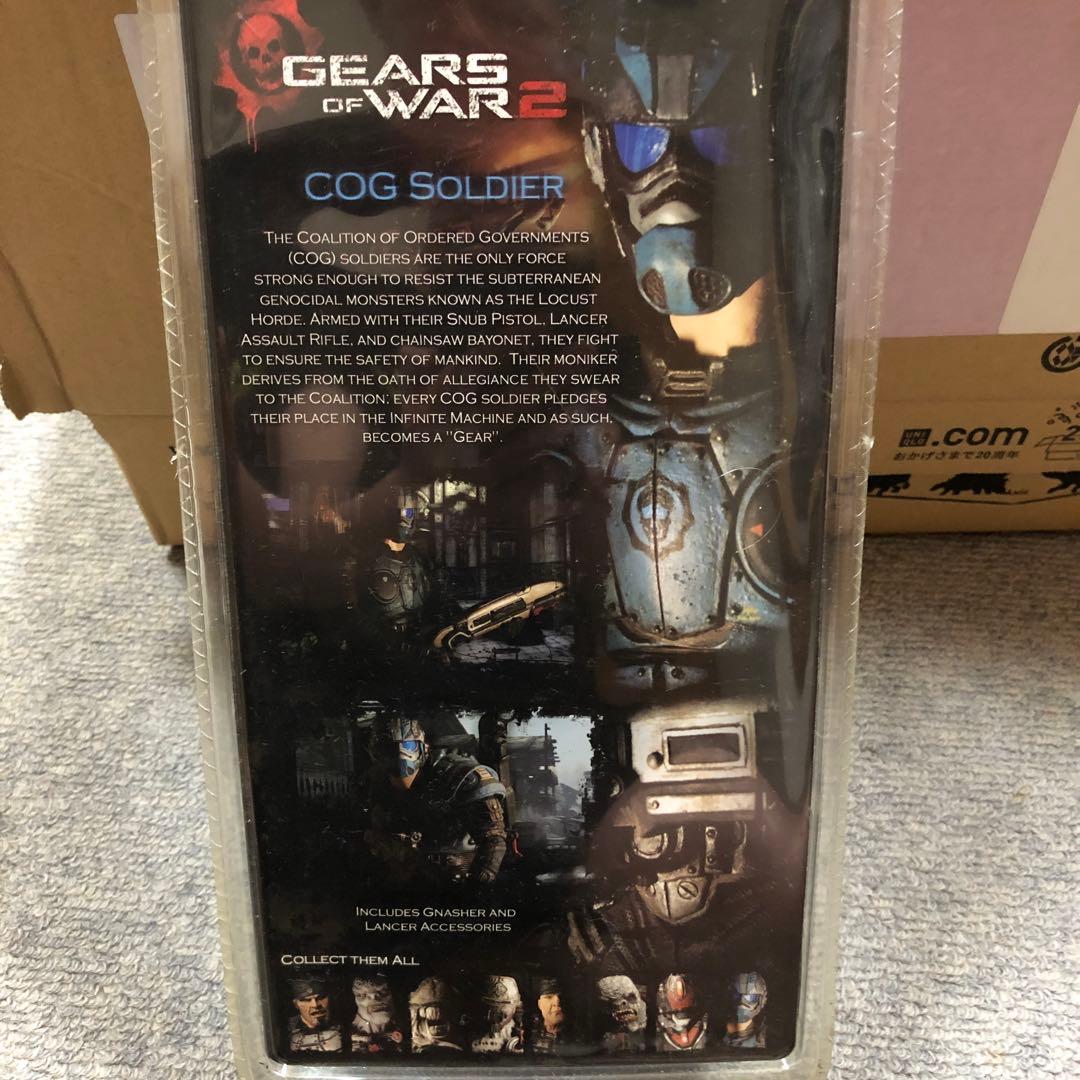 GEARS
OF WAR 2
COG SOLDIER
THE COALITION OF ORDERED GOVERNMENTS
(COG) SOLDIERS ARE THE ONLY FORCE
STRONG ENOUGH TO RESIST THE SUBTERRANEAN
GENOCIDAL MONSTERS KNOWN AS THE LOCUST
HORDE. ARMED WITH THEIR SNUB PISTOL, LANCER
ASSAULT RIFLE, AND CHAINSAW BAYONET, THEY FIGHT
TO ENSURE THE SAFETY OF MANKIND. THEIR MONIKER
DERIVES FROM THE OATH OF ALLEGIANCE THEY SWEAR
TO THE COALITION: EVERY COG SOLDIER PLEDGES
THEIR PLACE IN THE INFINITE MACHINE AND AS SUCH,
BECOMES A "GEAR".
INCLUDES GNASHER AND
LANCER ACCESSORIES
COLLECT THEM ALL
UNI
QLO .com
おかげさまで20周年